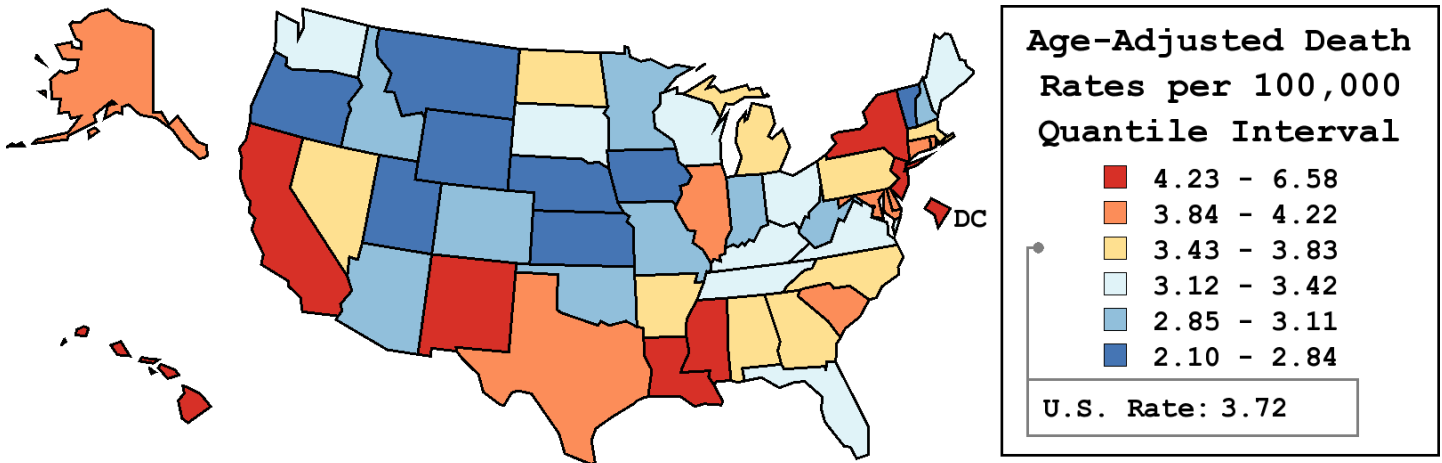 DC
Age-Adjusted Death
Rates per 100,000
Quantile Interval
4.23 - 6.58
3.84 - 4.22
3.43 - 3.83
3.12 - 3.42
2.85 - 3.11
2.10 - 2.84
U.S. Rate: 3.72